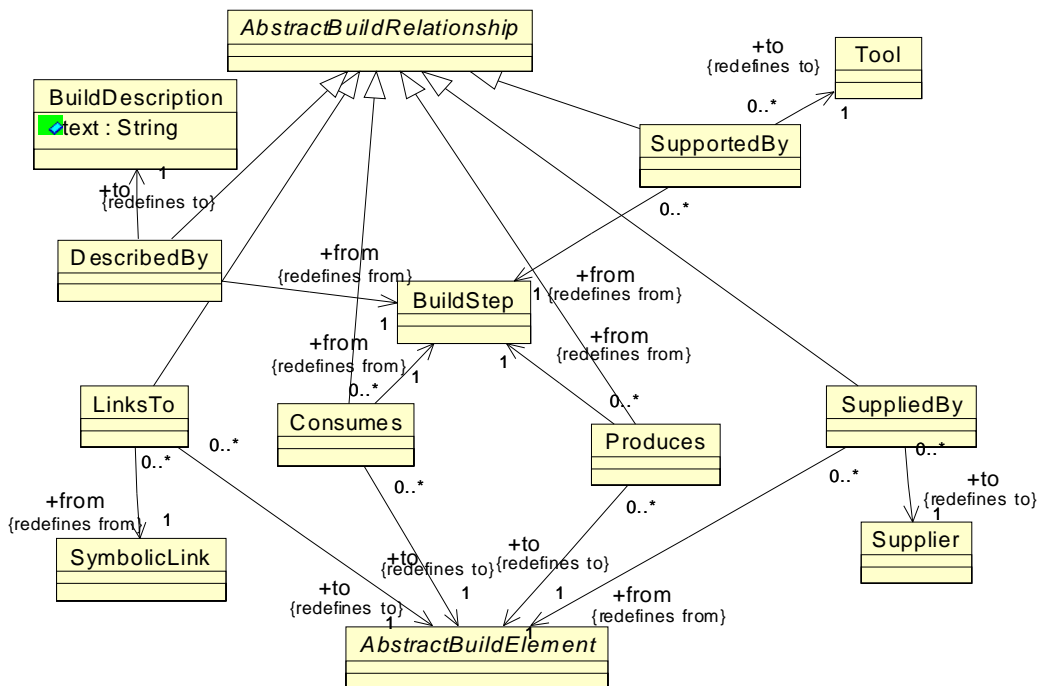 AbstractBuildRelationship
+to
{redefines to}
Tool
0..*
1
BuildDescription
text : String
SupportedBy
1
+to
{redefines to}
0..*
DescribedBy
+from
{redefines from}
+from
{redefines from}
1
BuildStep
1
+from
{redefines from}
1
+from
{redefines from}
1
LinksTo
0..*
Consumes
0..*
Produces
SuppliedBy
0..*
0..*
0..*
0..*
0..*
0..*
+from
{redefines from}
1
+to
{redefines to}
1
SymbolicLink
Supplier
+to
{redefines to}
+to
{redefines to}
+to
{redefines to}
1
1
1
1
+from
{redefines from}
AbstractBuildElement